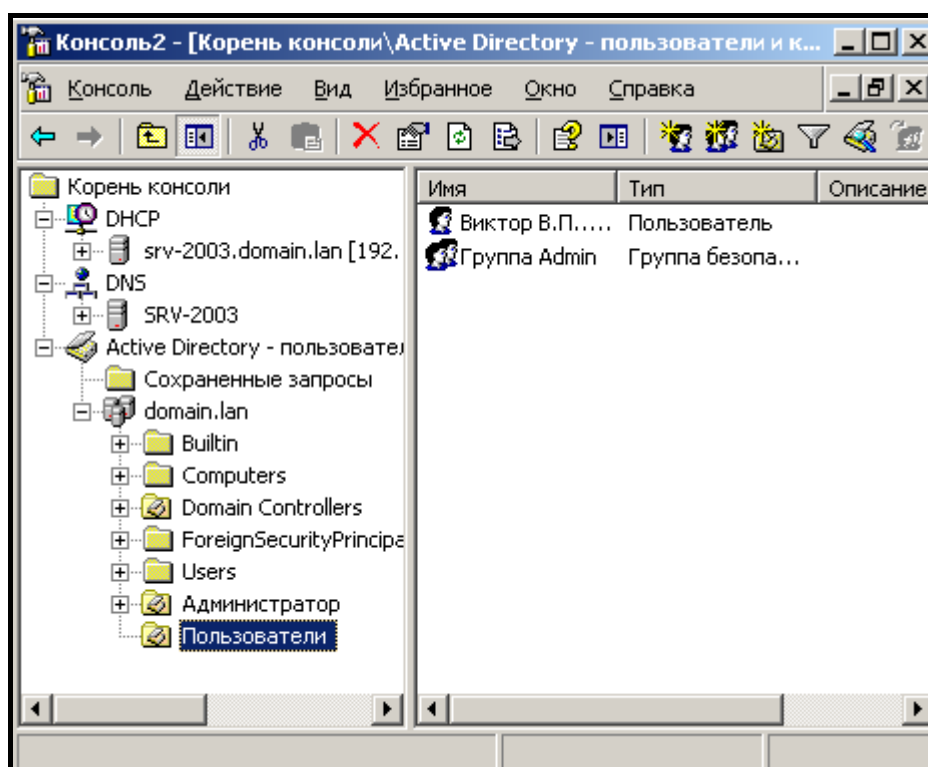 Консоль2 - [Корень консоли\Active Directory - пользователи и к...
Консоль Действие Вид Избранное Окно Справка
Корень консоли
DHCP
srv-2003.domain.lan [192.
DNS
SRV-2003
Active Directory - пользовател
Сохраненные запросы
domain.lan
Builtin
Computers
Domain Controllers
ForeignSecurityPrincipa
Users
Администратор
Пользователи
Имя Тип Описание
Виктор В.П..... Пользователь
Группа Admin Группа безопа...